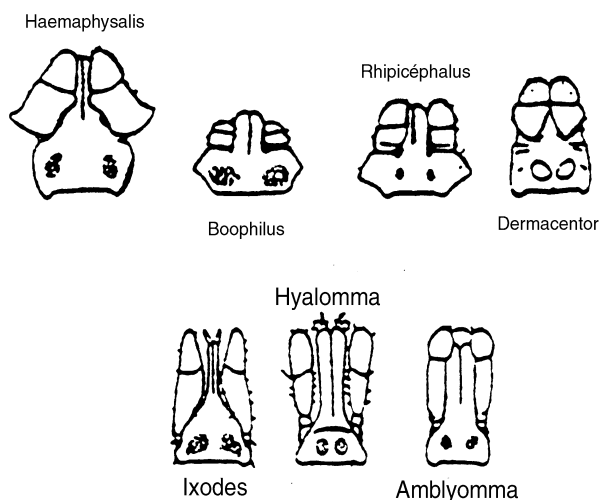 Haemaphysalis
Rhipicéphalus
Boophilus
Dermacentor
Hyalomma
Ixodes
Amblyomma